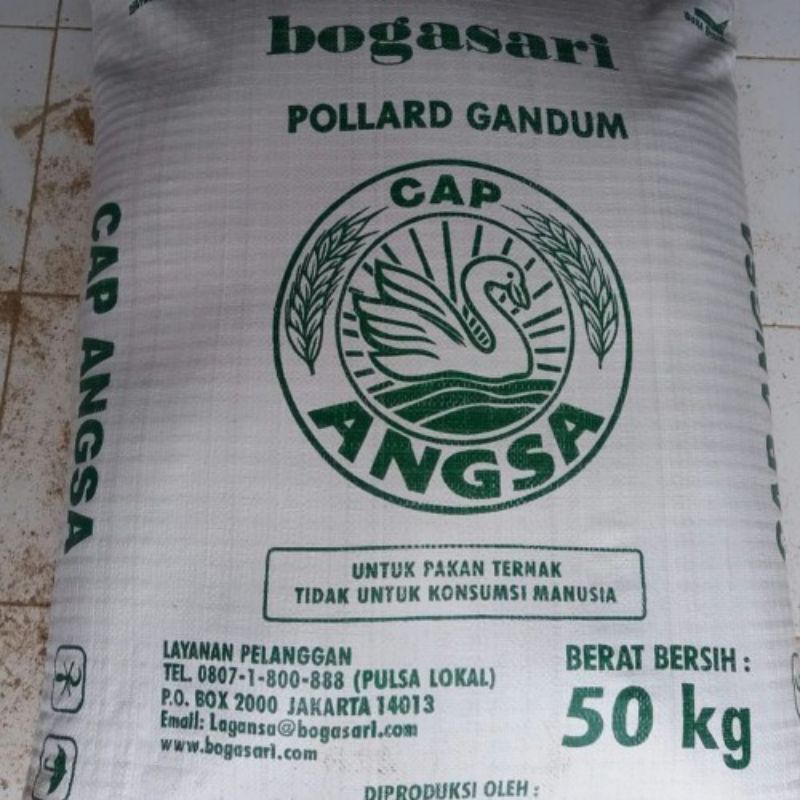 bogasari
POLLARD GANDUM
CAP
ANGSA
CAP ANGSA
UNTUK PAKAN TERNAK
TIDAK UNTUK KONSUMSI MANUSIA
LAYANAN PELANGGAN
TEL. 0807-1-800-888 (PULSA LOKAL)
P.O. BOX 2000 JAKARTA 14013
Email: Lagansa@bogasari.com
www.bogasari.com
BERAT BERSIH :
50 kg
DIPRODUKSI OLEH :